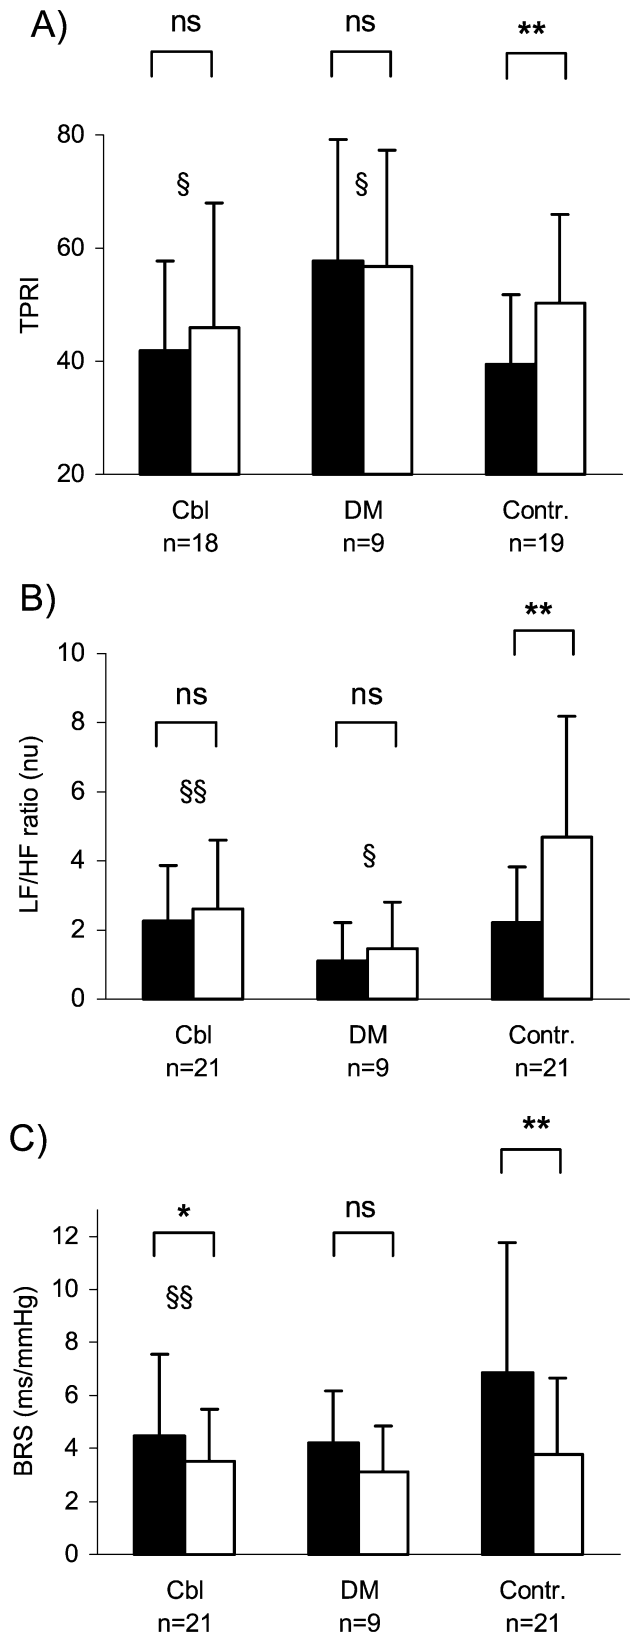 A)
ns ns **
80
60
40
20
TPRI
§ §
Cbl DM Contr.
n=18 n=9 n=19
B)
**
ns ns
10
8
6
4
2
0
LF/HF ratio (nu)
§§ §
Cbl DM Contr.
n=21 n=9 n=21
C)
**
* ns
12
10
8
6
4
2
0
BRS (ms/mmHg)
§§
Cbl DM Contr.
n=21 n=9 n=21